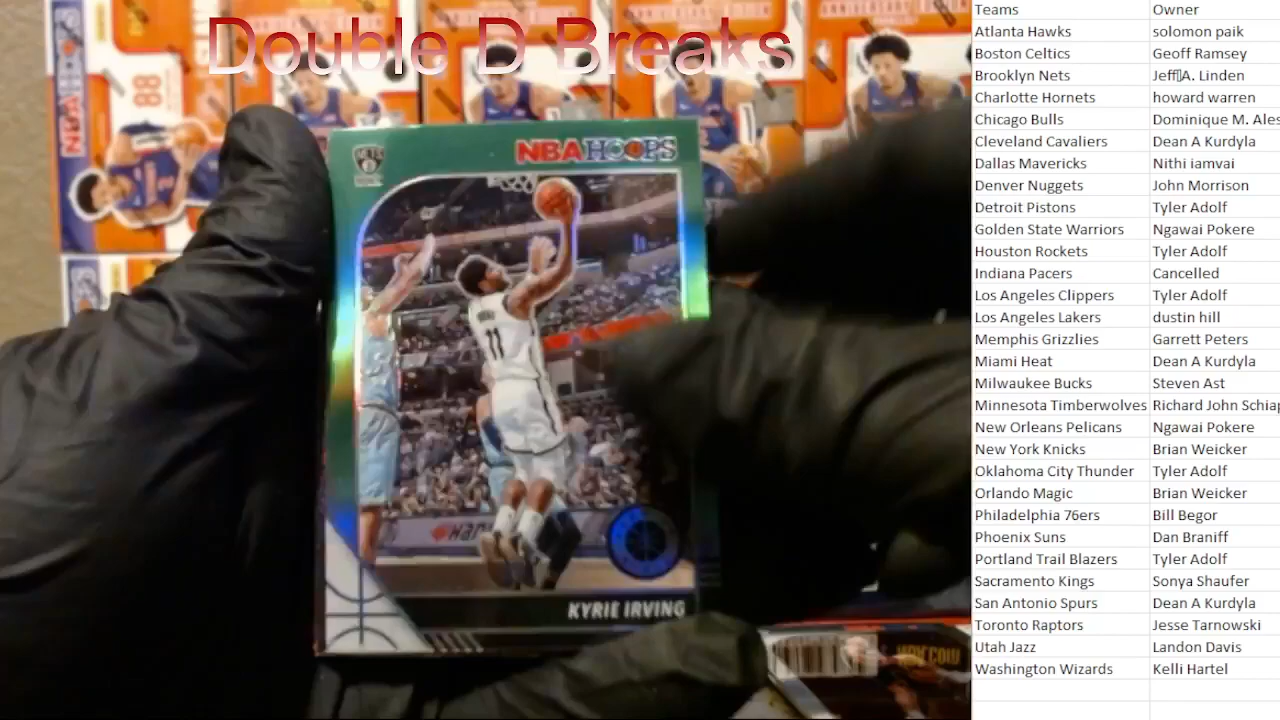 Double D Breaks
NBA HOOPS
NETS
88
11
KYRIE IRVING
Teams Owner
Atlanta Hawks solomon paik
Boston Celtics Geoff Ramsey
Brooklyn Nets Jeff▯A. Linden
Charlotte Hornets howard warren
Chicago Bulls Dominique M. Ales
Cleveland Cavaliers Dean A Kurdyla
Dallas Mavericks Nithi iamvai
Denver Nuggets John Morrison
Detroit Pistons Tyler Adolf
Golden State Warriors Ngawai Pokere
Houston Rockets Tyler Adolf
Indiana Pacers Cancelled
Los Angeles Clippers Tyler Adolf
Los Angeles Lakers dustin hill
Memphis Grizzlies Garrett Peters
Miami Heat Dean A Kurdyla
Milwaukee Bucks Steven Ast
Minnesota Timberwolves Richard John Schiap
New Orleans Pelicans Ngawai Pokere
New York Knicks Brian Weicker
Oklahoma City Thunder Tyler Adolf
Orlando Magic Brian Weicker
Philadelphia 76ers Bill Begor
Phoenix Suns Dan Braniff
Portland Trail Blazers Tyler Adolf
Sacramento Kings Sonya Shaufer
San Antonio Spurs Dean A Kurdyla
Toronto Raptors Jesse Tarnowski
Utah Jazz Landon Davis
Washington Wizards Kelli Hartel